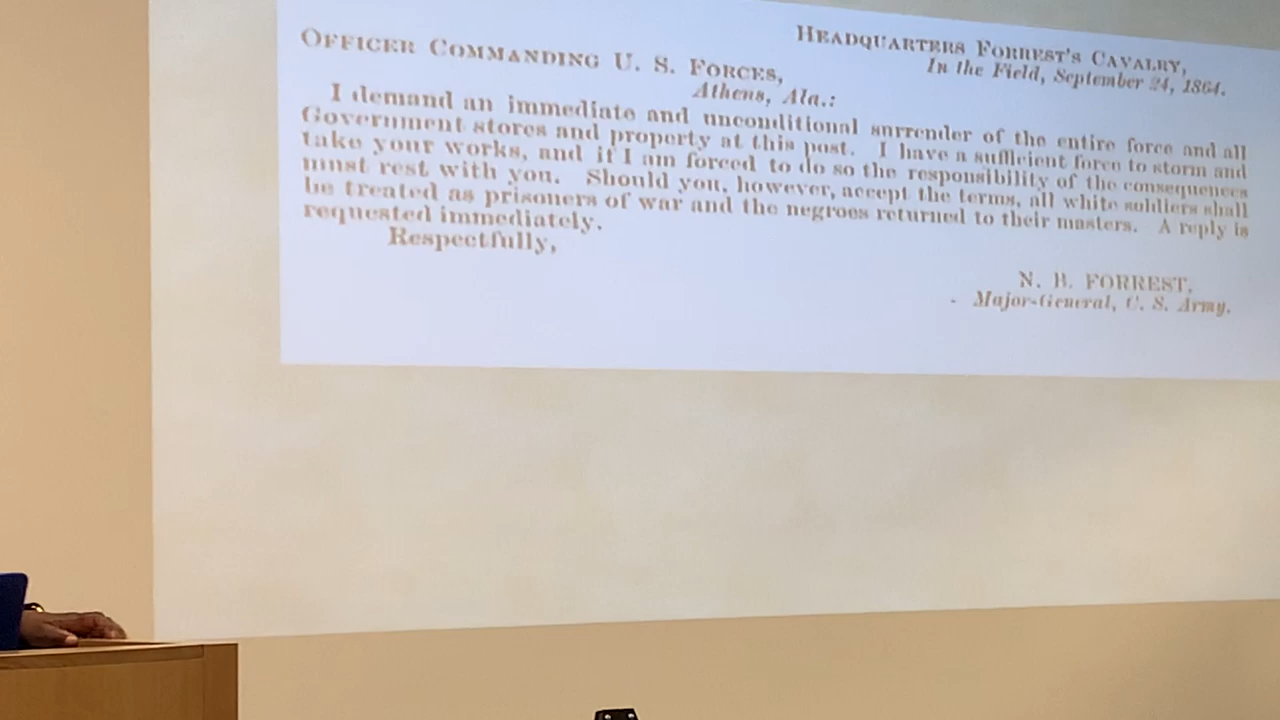 HEADQUARTERS FORREST'S CAVALRY,
In the Field, September 24, 1864.
OFFICER COMMANDING U. S. FORCES,
Athens, Ala.:
I demand an immediate and unconditional surrender of the entire force and all
Government stores and property at this post. I have a sufficient force to storm and
take your works, and if I am forced to do so the responsibility of the consequences
must rest with you. Should you, however, accept the terms, all white soldiers shall
be treated as prisoners of war and the negroes returned to their masters. A reply is
requested immediately.
Respectfully,
N. B. FORREST,
Major-General, C. S. Army.